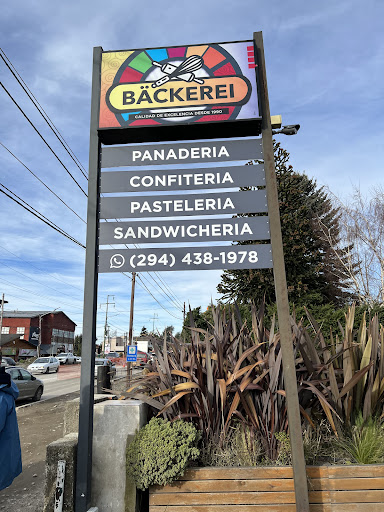 BÄCKEREI
CALIDAD DE EXCELENCIA DESDE 1990
PANADERIA
CONFITERIA
PASTELERIA
SANDWICHERIA
(294) 438-1978